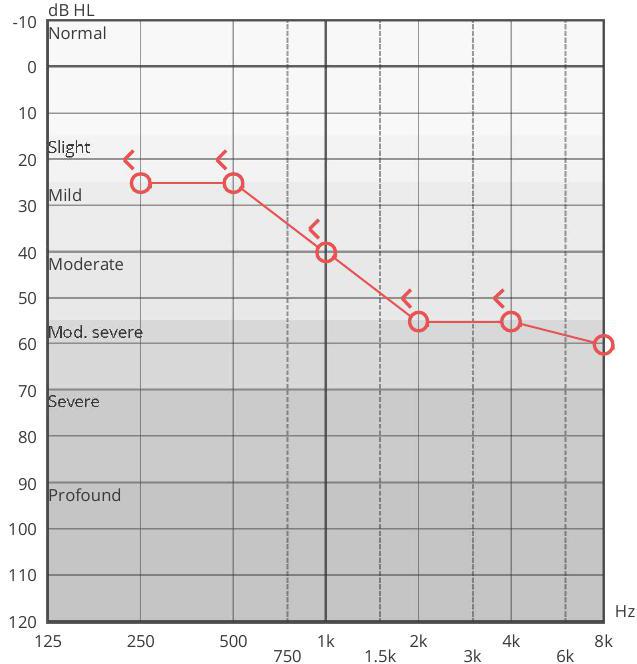 dB HL
-10
Normal
0
10
Slight
20
Mild
30
40
Moderate
50
Mod. severe
60
70
Severe
80
90
Profound
100
110
120
Hz
125 250 500 1k 2k 4k 8k
750 1.5k 3k 6k